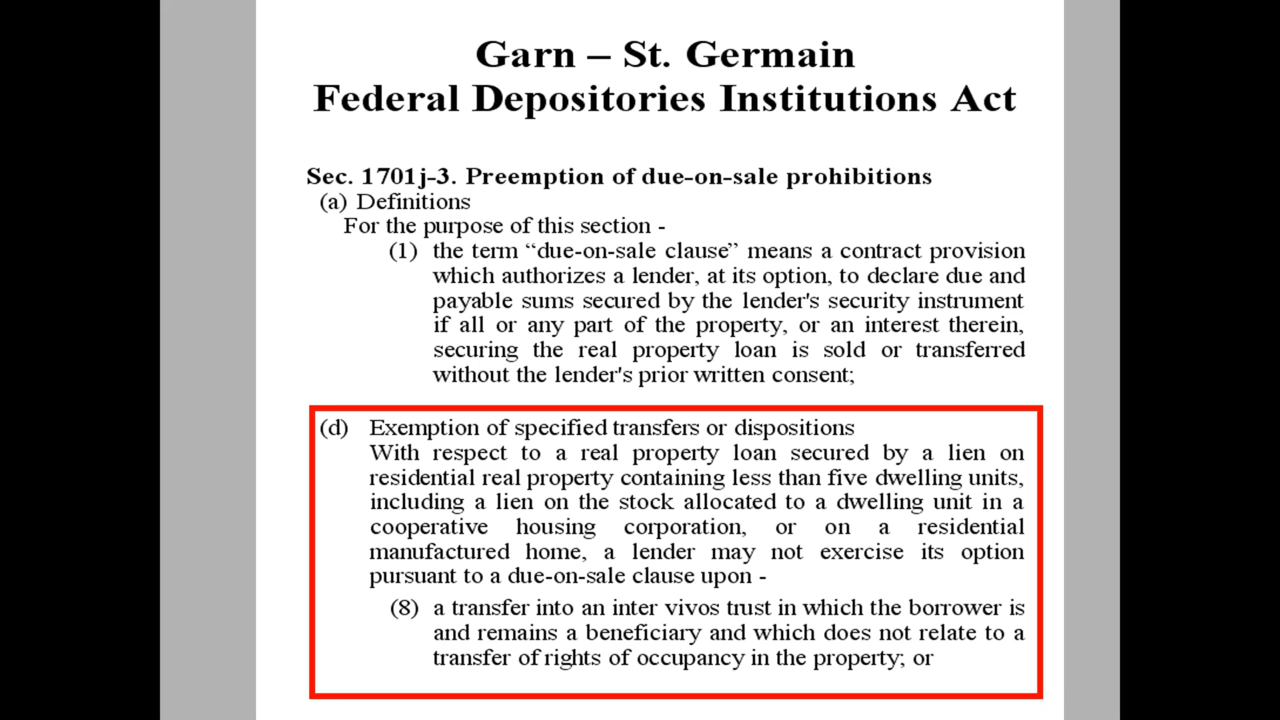 Garn – St. Germain
Federal Depositories Institutions Act
Sec. 1701j-3. Preemption of due-on-sale prohibitions
(a) Definitions
For the purpose of this section -
(1) the term “due-on-sale clause” means a contract provision
which authorizes a lender, at its option, to declare due and
payable sums secured by the lender's security instrument
if all or any part of the property, or an interest therein,
securing the real property loan is sold or transferred
without the lender's prior written consent;
(d) Exemption of specified transfers or dispositions
With respect to a real property loan secured by a lien on
residential real property containing less than five dwelling units,
including a lien on the stock allocated to a dwelling unit in a
cooperative housing corporation, or on a residential
manufactured home, a lender may not exercise its option
pursuant to a due-on-sale clause upon -
(8) a transfer into an inter vivos trust in which the borrower is
and remains a beneficiary and which does not relate to a
transfer of rights of occupancy in the property; or